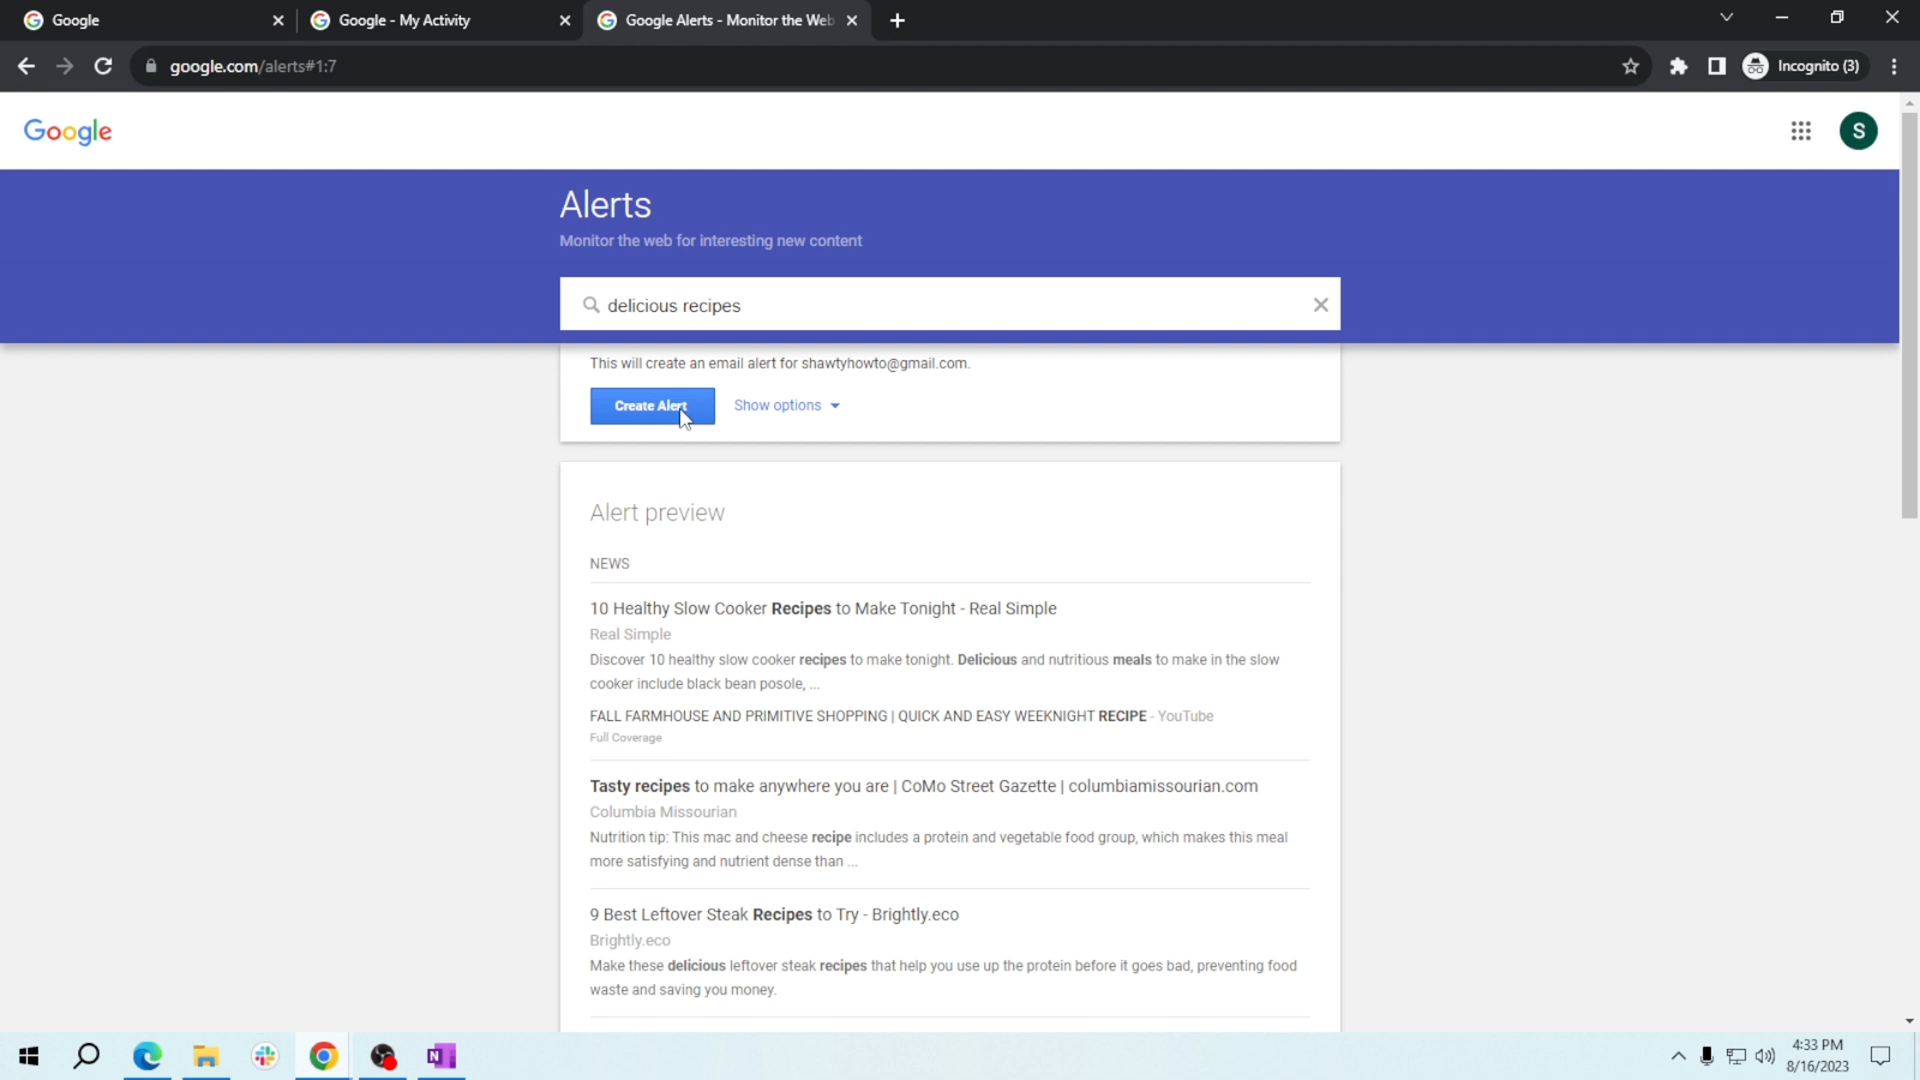 Google
Google - My Activity
Google Alerts - Monitor the Web
google.com/alerts#1:7
Incognito (3)
Google
S
Alerts
Monitor the web for interesting new content
delicious recipes
This will create an email alert for shawtyhowto@gmail.com.
Create Alert
Show options
Alert preview
NEWS
10 Healthy Slow Cooker Recipes to Make Tonight - Real Simple
Real Simple
Discover 10 healthy slow cooker recipes to make tonight. Delicious and nutritious meals to make in the slow
cooker include black bean posole, ...
FALL FARMHOUSE AND PRIMITIVE SHOPPING | QUICK AND EASY WEEKNIGHT RECIPE - YouTube
Full Coverage
Tasty recipes to make anywhere you are | CoMo Street Gazette | columbiamissourian.com
Columbia Missourian
Nutrition tip: This mac and cheese recipe includes a protein and vegetable food group, which makes this meal
more satisfying and nutrient dense than ...
9 Best Leftover Steak Recipes to Try - Brightly.eco
Brightly.eco
Make these delicious leftover steak recipes that help you use up the protein before it goes bad, preventing food
waste and saving you money.
N
4:33 PM
8/16/2023